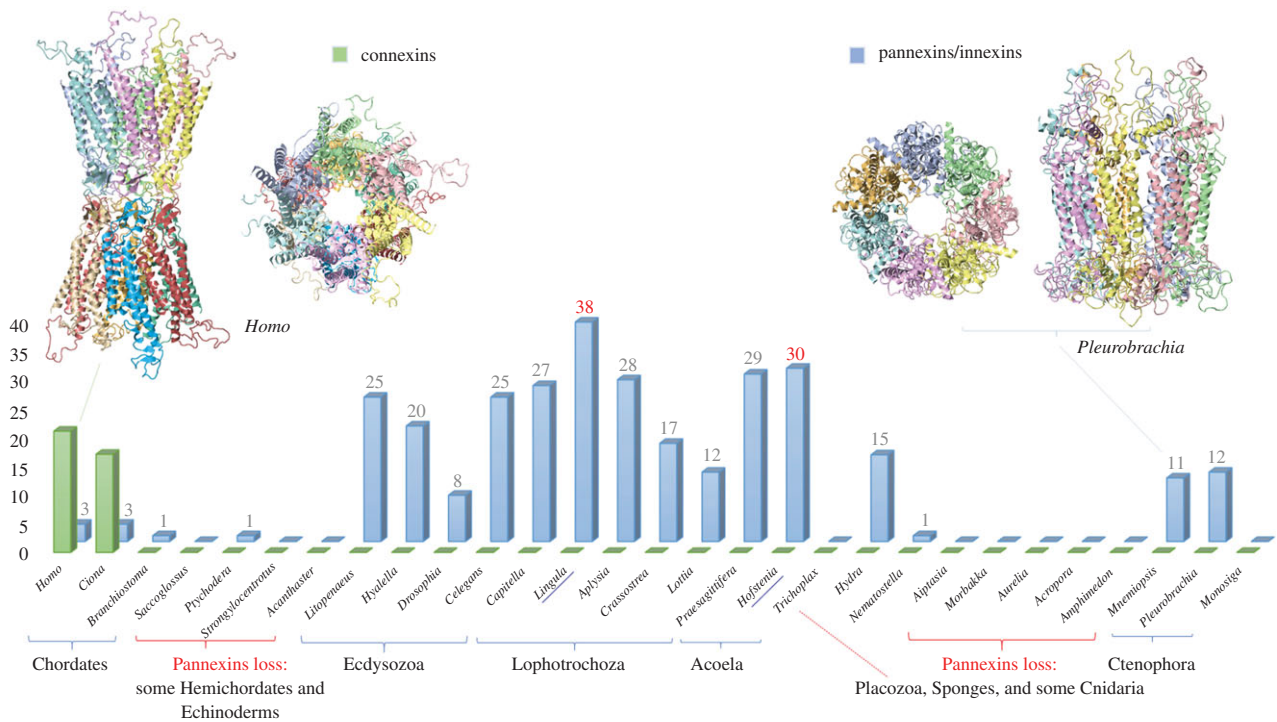 connexins
pannexins/innexins
Homo
Pleurobrachia
40
35
30
25
20
15
10
5
0
3
3
1
1
25
20
8
25
27
38
28
17
12
29
30
15
1
11
12
Homo
Ciona
Branchiostoma
Saccoglossus
Ptychodera
Strongylocentrotus
Acanthaster
Litopenaeus
Hyalella
Drosophia
Celegans
Capitella
Lingula
Aplysia
Crassostrea
Lottia
Praesagittifera
Hofstenia
Trichoplax
Hydra
Nematostella
Aiptasia
Morbakka
Aurelia
Acropora
Amphimedon
Mnemiopsis
Pleurobrachia
Monosiga
Chordates
Pannexins loss:
some Hemichordates and
Echinoderms
Ecdysozoa
Lophotrochoza
Acoela
Pannexins loss:
Placozoa, Sponges, and some Cnidaria
Ctenophora